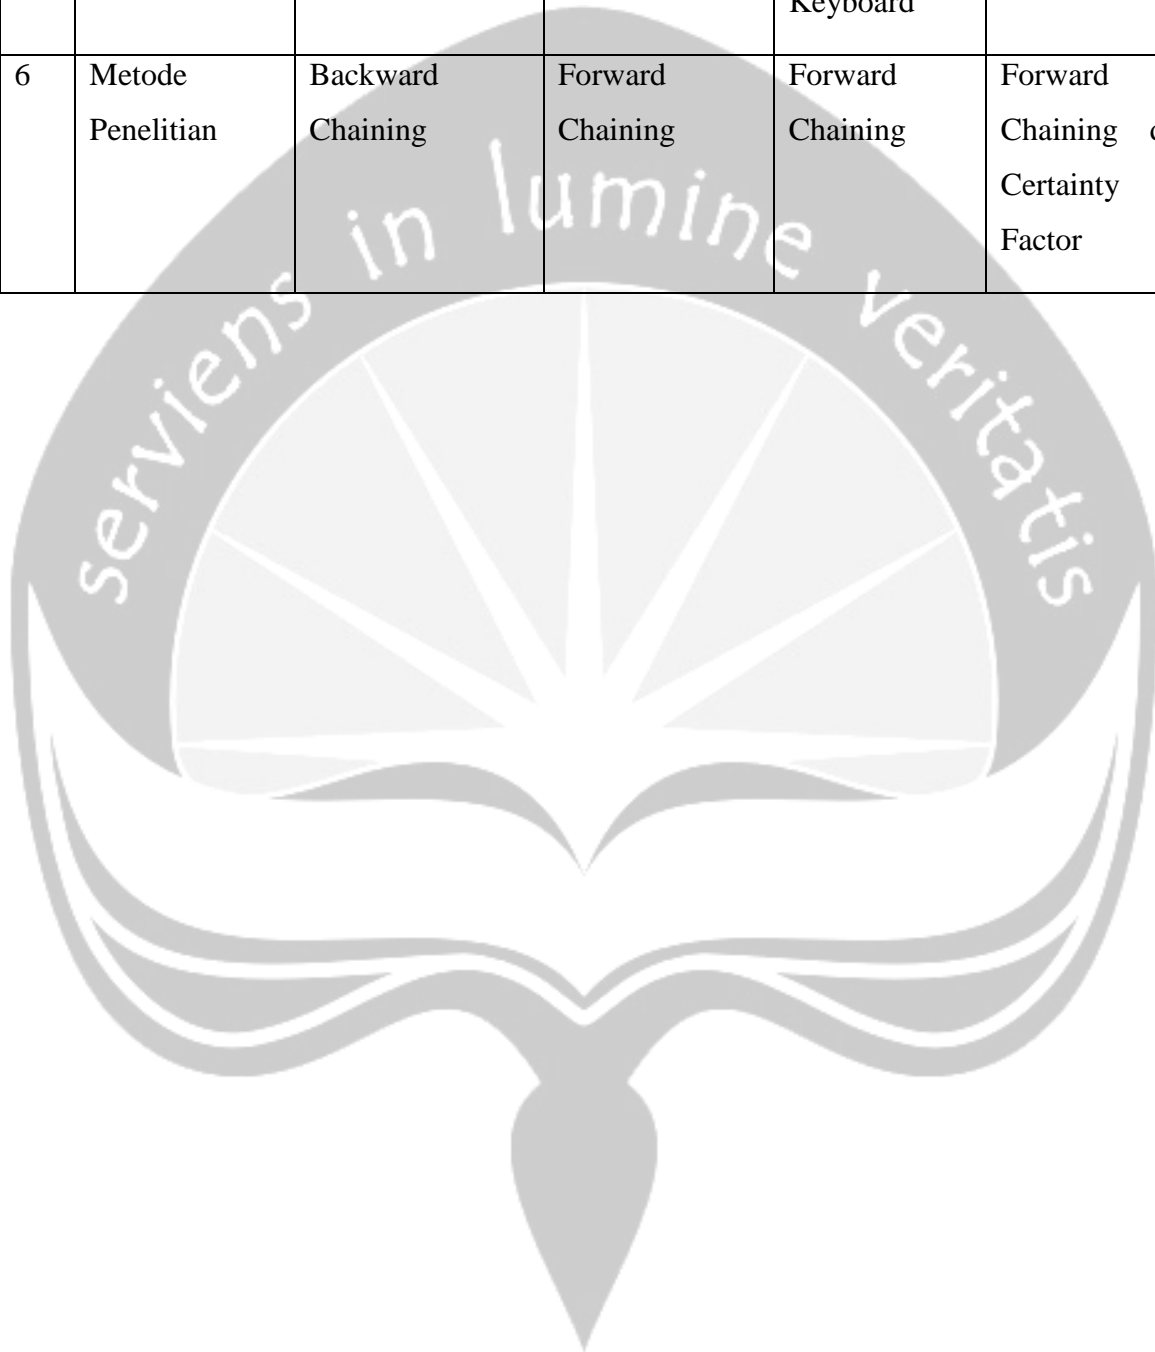 Keyboard
6 Metode Backward Forward Forward Forward
Penelitian Chaining Chaining Chaining Chaining
Certainty
Factor
serviens in lumine veritatis